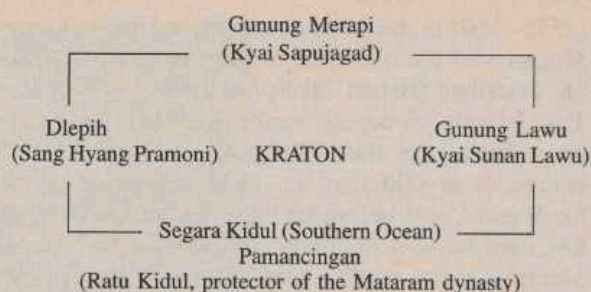 Gunung Merapi
(Kyai Sapujagad)
Dlepih
(Sang Hyang Pramoni)
KRATON
Gunung Lawu
(Kyai Sunan Lawu)
Segara Kidul (Southern Ocean)
Pamancingan
(Ratu Kidul, protector of the Mataram dynasty)